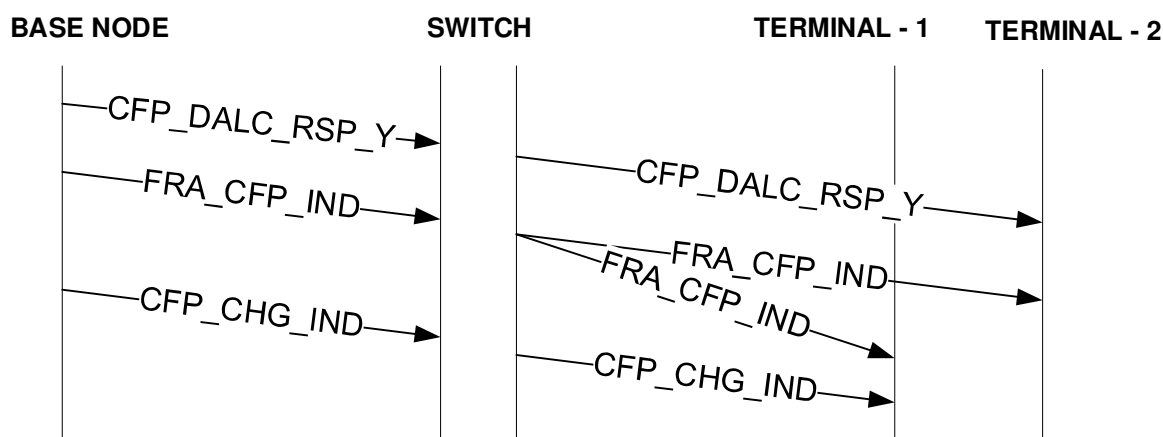 BASE NODE
SWITCH
TERMINAL - 1
TERMINAL - 2
CFP_DALC_RSP_Y
CFP_DALC_RSP_Y
FRA_CFP_IND
FRA_CFP_IND
FRA_CFP_IND
CFP_CHG_IND
CFP_CHG_IND